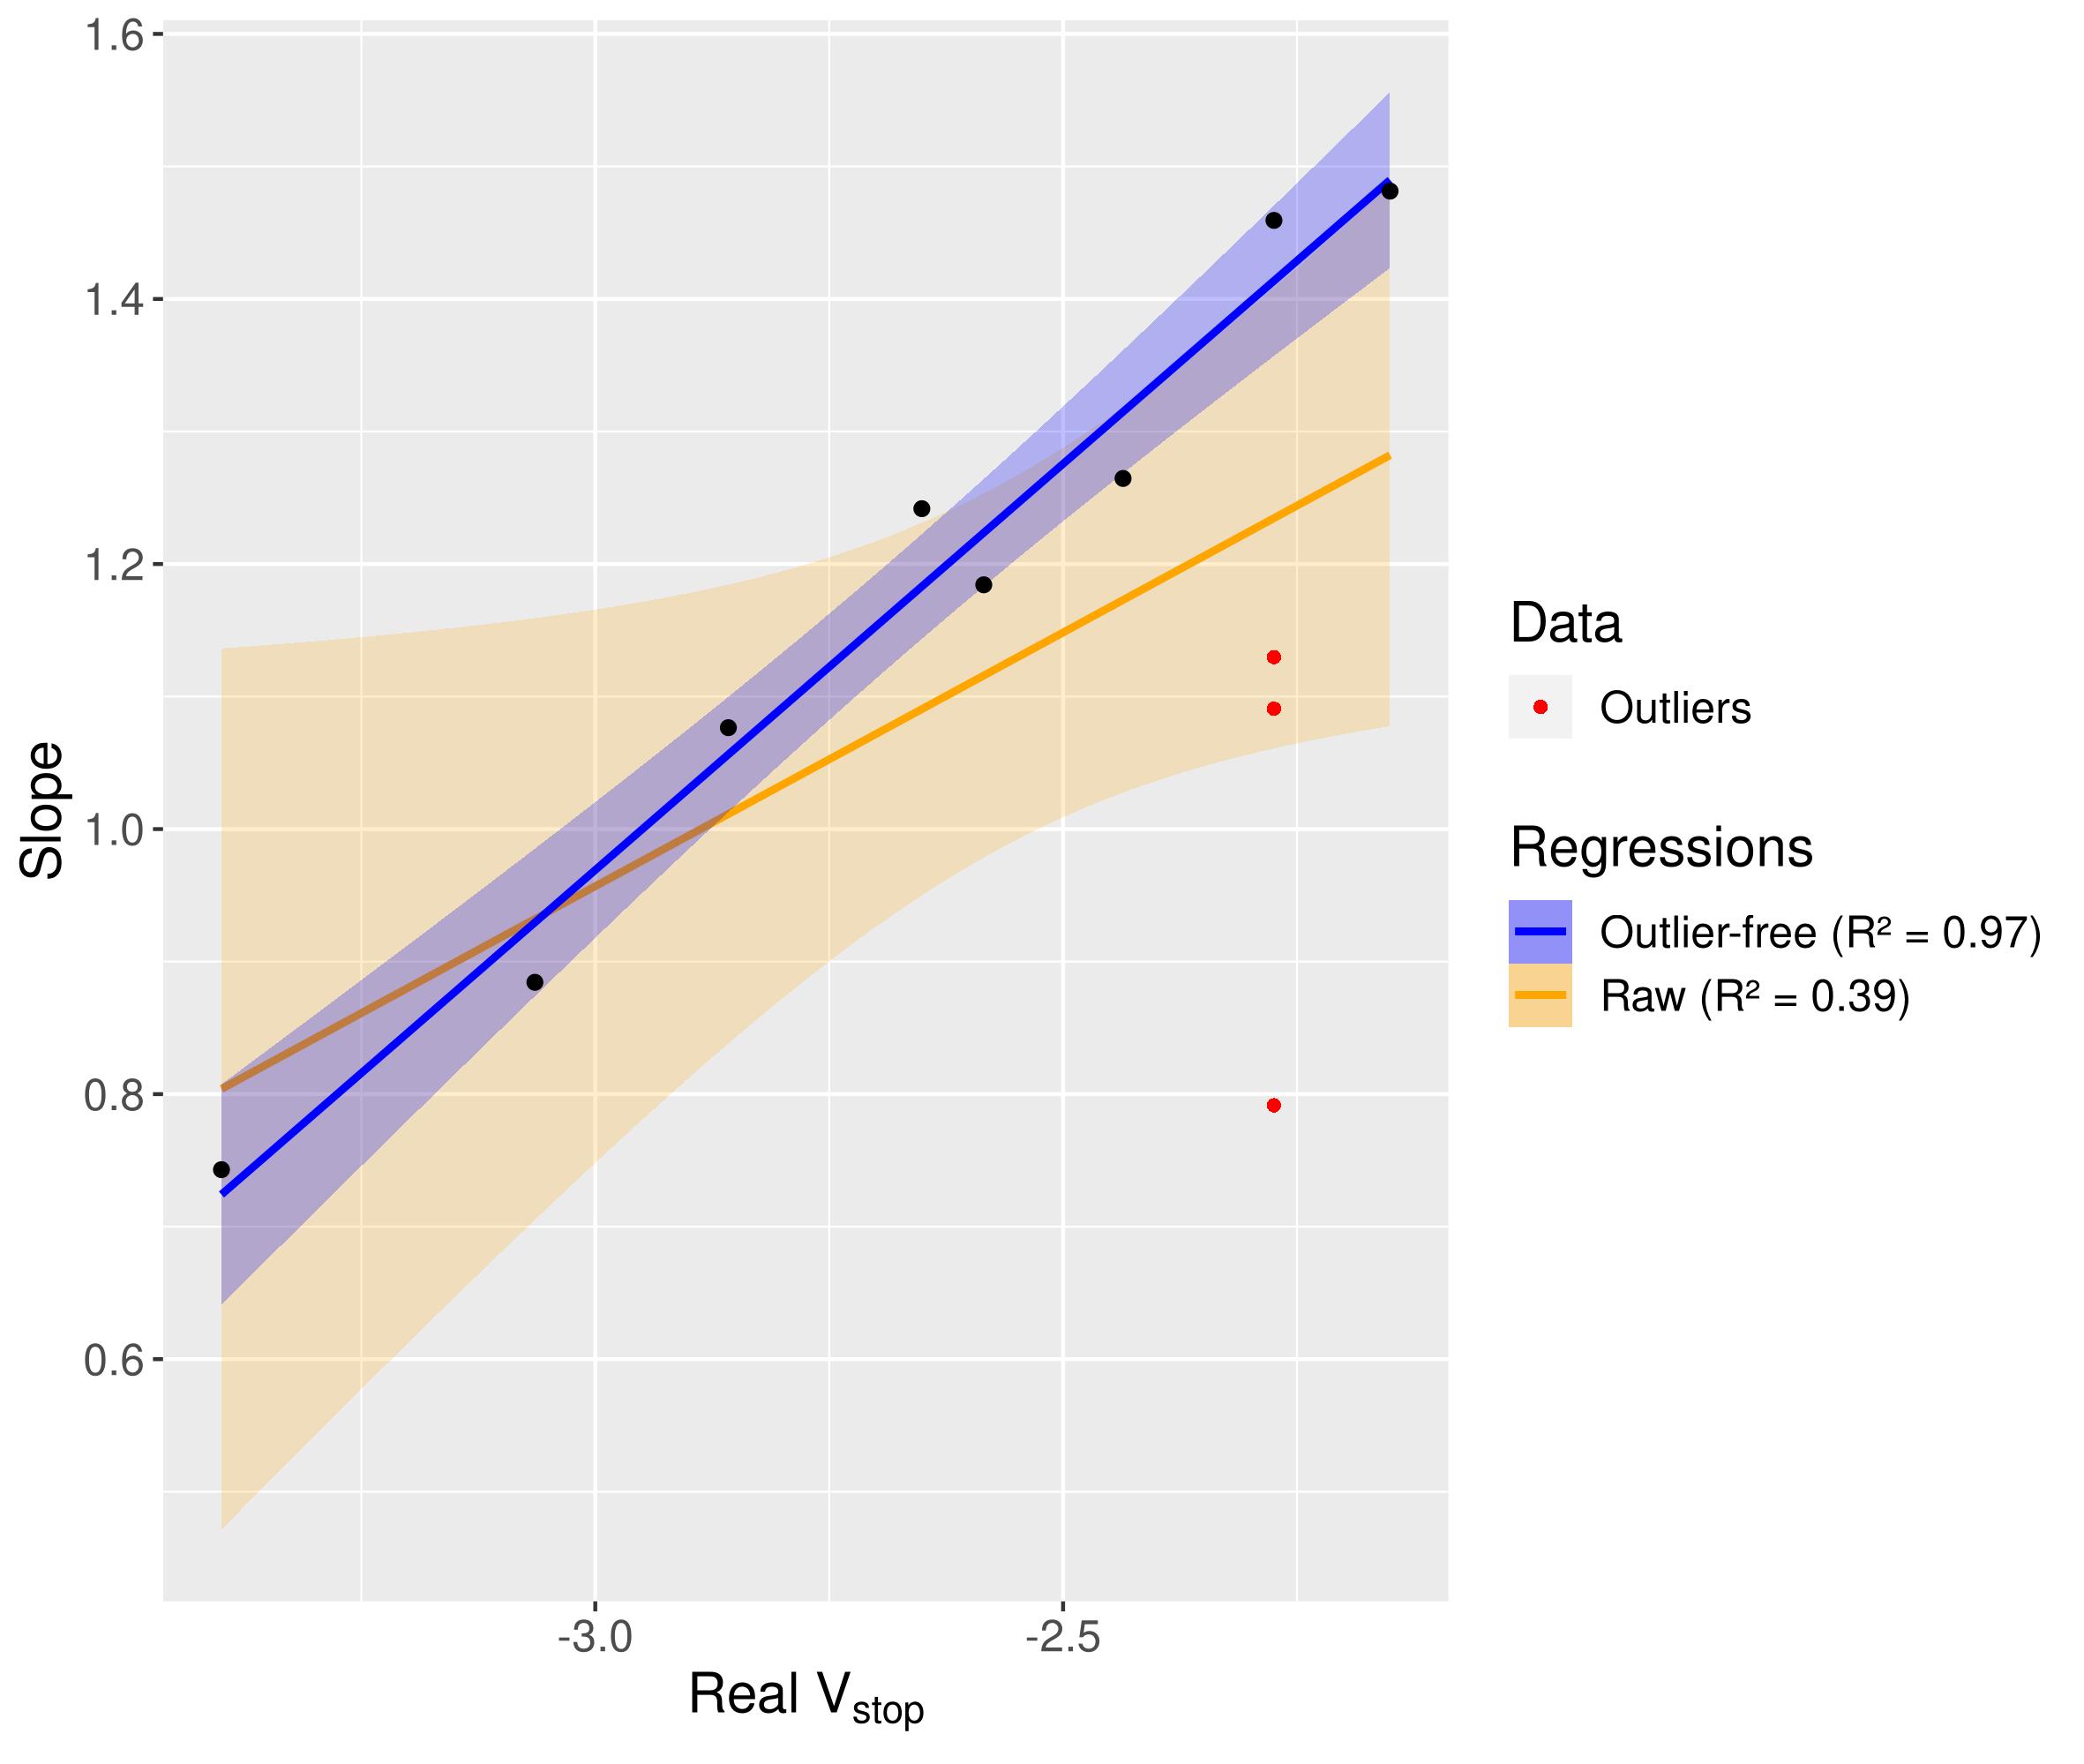 1.6
1.4
1.2
1.0
0.8
0.6
Slope
-3.0
-2.5
Real Vstop
Data
Outliers
Regressions
Outlier-free (R² = 0.97)
Raw (R² = 0.39)